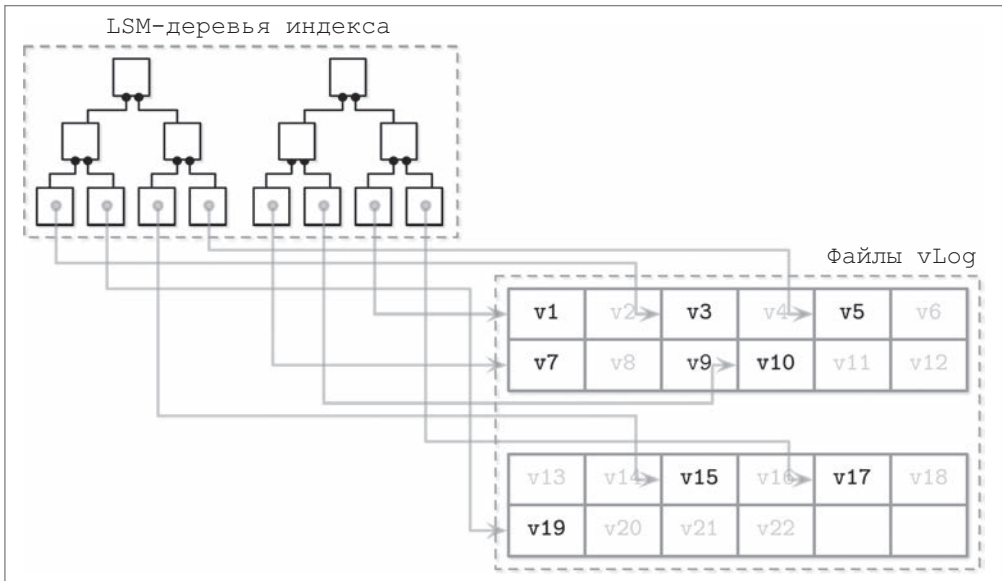 LSM-деревья индекса
Файлы vLog
v1 v2 v3 v4 v5 v6
v7 v8 v9 v10 v11 v12
v13 v14 v15 v16 v17 v18
v19 v20 v21 v22